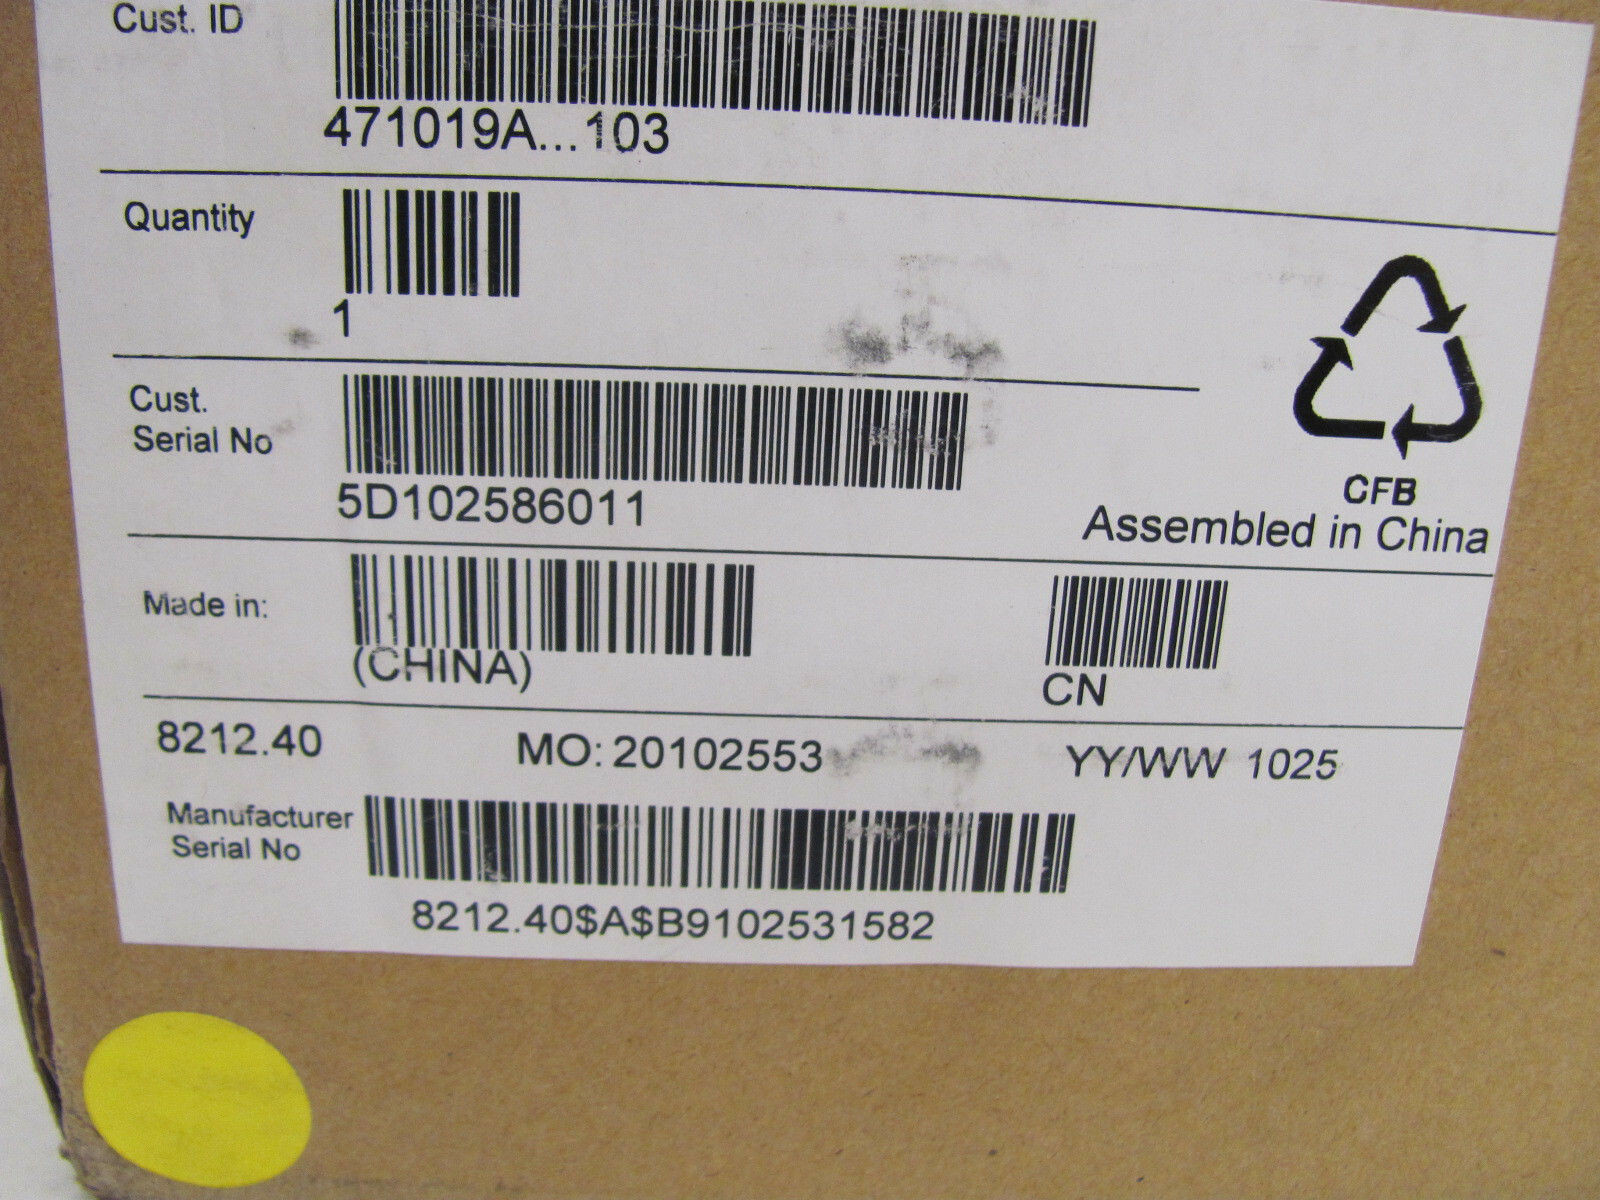 Cust. ID
471019A...103
Quantity
1
Cust.
Serial No
5D102586011
CFB
Assembled in China
Made in:
(CHINA)
CN
8212.40 MO: 20102553 YY/WW 1025
Manufacturer
Serial No
8212.40$A$B9102531582